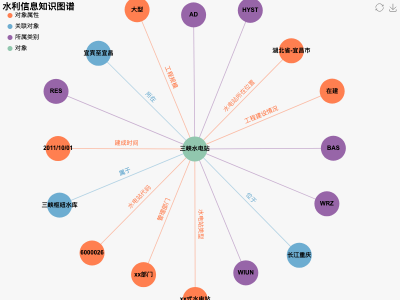 水利信息知识图谱
对象属性
关联对象
所属类别
对象
大型
AD
HYST
宜宾至宜昌
湖北省-宜昌市
工程规模
所在
水电站所在位置
RES
在建
工程建设情况
2011/10/01
建成时间
三峡水电站
BAS
属于
三峡枢纽水库
水电站代码
管理部门
水电站类型
位于
WRZ
6000026
xx部门
WIUN
长江重庆
xx式水电站